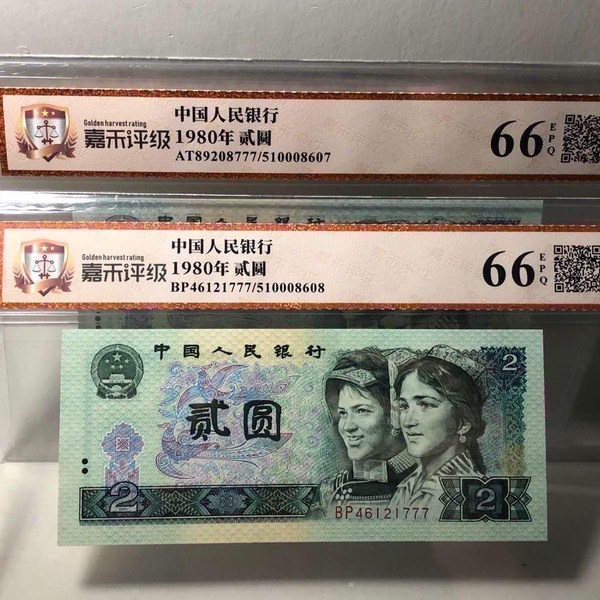 Golden harvest rating
嘉禾评级
中国人民银行
1980年 贰圆
AT89208777/510008607
66
EPQ
Golden harvest rating
嘉禾评级
中国人民银行
1980年 贰圆
BP46121777/510008608
66
EPQ
中国人民银行
2
贰圆
2
2
BP46121777